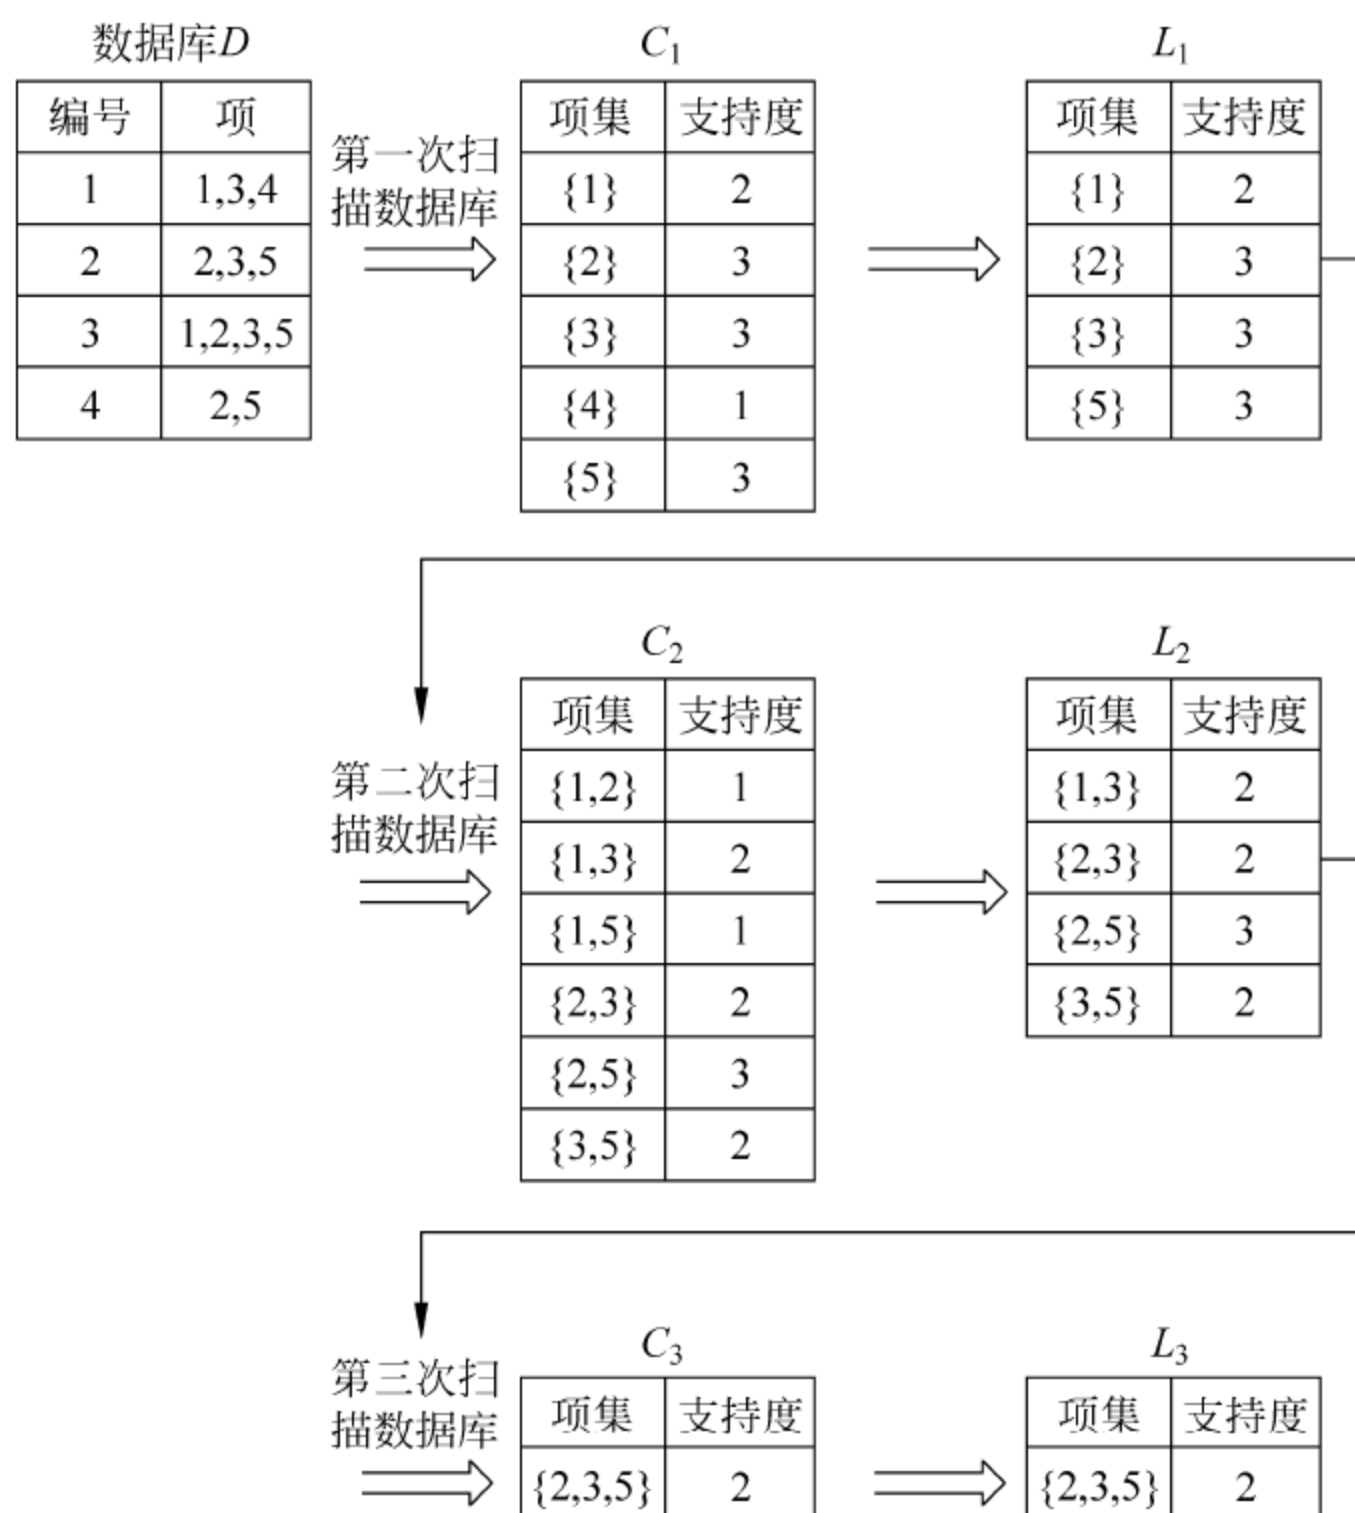 数据库D
编号 项
1 1,3,4
2 2,3,5
3 1,2,3,5
4 2,5
第一次扫
描数据库
C1
项集 支持度
{1} 2
{2} 3
{3} 3
{4} 1
{5} 3
L1
项集 支持度
{1} 2
{2} 3
{3} 3
{5} 3
第二次扫
描数据库
C2
项集 支持度
{1,2} 1
{1,3} 2
{1,5} 1
{2,3} 2
{2,5} 3
{3,5} 2
L2
项集 支持度
{1,3} 2
{2,3} 2
{2,5} 3
{3,5} 2
第三次扫
描数据库
C3
项集 支持度
{2,3,5} 2
L3
项集 支持度
{2,3,5} 2